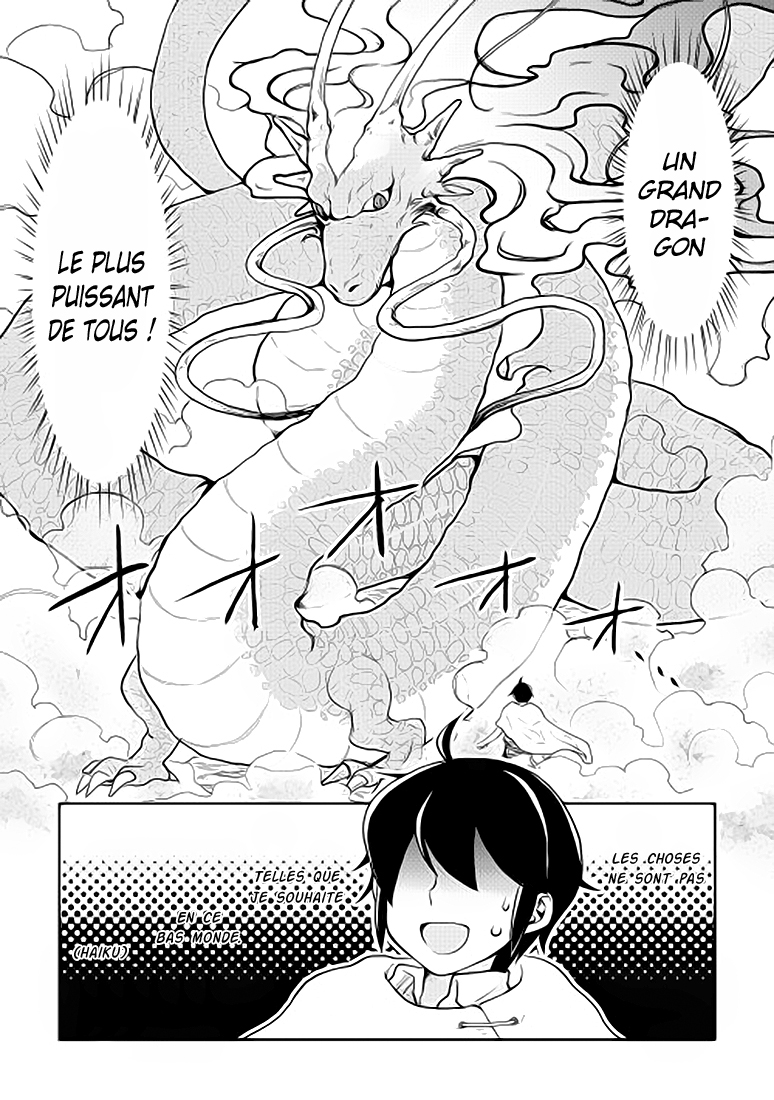 UN
GRAND
DRA-
GON
LE PLUS
PUISSANT
DE TOUS !
オオオオオ
LES CHOSES
NE SONT PAS
TELLES QUE
JE SOUHAITE
EN CE
BAS MONDE.
(HAIKU)